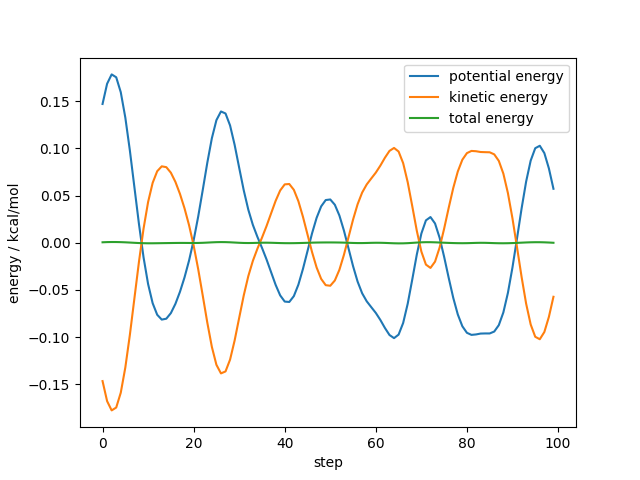 potential energy
kinetic energy
total energy
0.15
0.10
0.05
0.00
−0.05
−0.10
−0.15
energy / kcal/mol
0
20
40
60
80
100
step